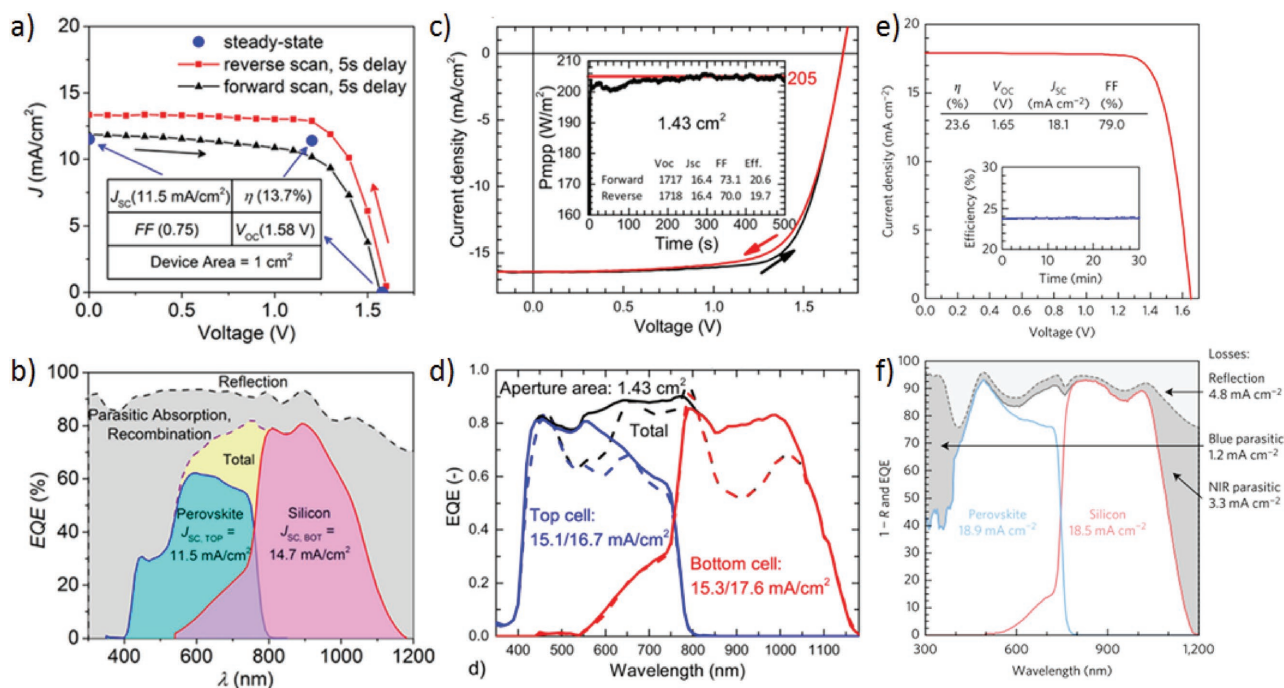 a)
20
15
10
5
0
J (mA/cm²)
steady-state
reverse scan, 5s delay
forward scan, 5s delay
J_SC (11.5 mA/cm²)
η (13.7%)
FF (0.75)
V_OC (1.58 V)
Device Area = 1 cm²
0.0 0.5 1.0 1.5
Voltage (V)
c)
0
-5
-10
-15
Current density (mA/cm²)
210
200
190
180
170
160
Pmpp (W/m²)
205
1.43 cm²
Voc Jsc FF Eff.
Forward 1717 16.4 73.1 20.6
Reverse 1718 16.4 70.0 19.7
0 100 200 300 400 500
Time (s)
0.0 0.5 1.0 1.5
Voltage (V)
e)
20
15
10
5
0
Current density (mA cm⁻²)
η V_OC J_SC FF
(%) (V) (mA cm⁻²) (%)
23.6 1.65 18.1 79.0
30
28
26
24
22
20
Efficiency (%)
0 10 20 30
Time (min)
0.0 0.2 0.4 0.6 0.8 1.0 1.2 1.4 1.6
Voltage (V)
b)
100
80
60
40
20
0
EQE (%)
Reflection
Parasitic Absorption,
Recombination
Total
Perovskite
J_SC, TOP =
11.5 mA/cm²
Silicon
J_SC, BOT =
14.7 mA/cm²
400 600 800 1000 1200
λ (nm)
d)
1.0
0.8
0.6
0.4
0.2
0.0
EQE (-)
Aperture area: 1.43 cm²
Total
Top cell:
15.1/16.7 mA/cm²
Bottom cell:
15.3/17.6 mA/cm²
400 500 600 700 800 900 1000 1100
d)
Wavelength (nm)
f)
100
90
80
70
60
50
40
30
20
10
0
1 − R and EQE
Perovskite
18.9 mA cm⁻²
Silicon
18.5 mA cm⁻²
300 600 900 1,200
Wavelength (nm)
Losses:
Reflection
4.8 mA cm⁻²
Blue parasitic
1.2 mA cm⁻²
NIR parasitic
3.3 mA cm⁻²